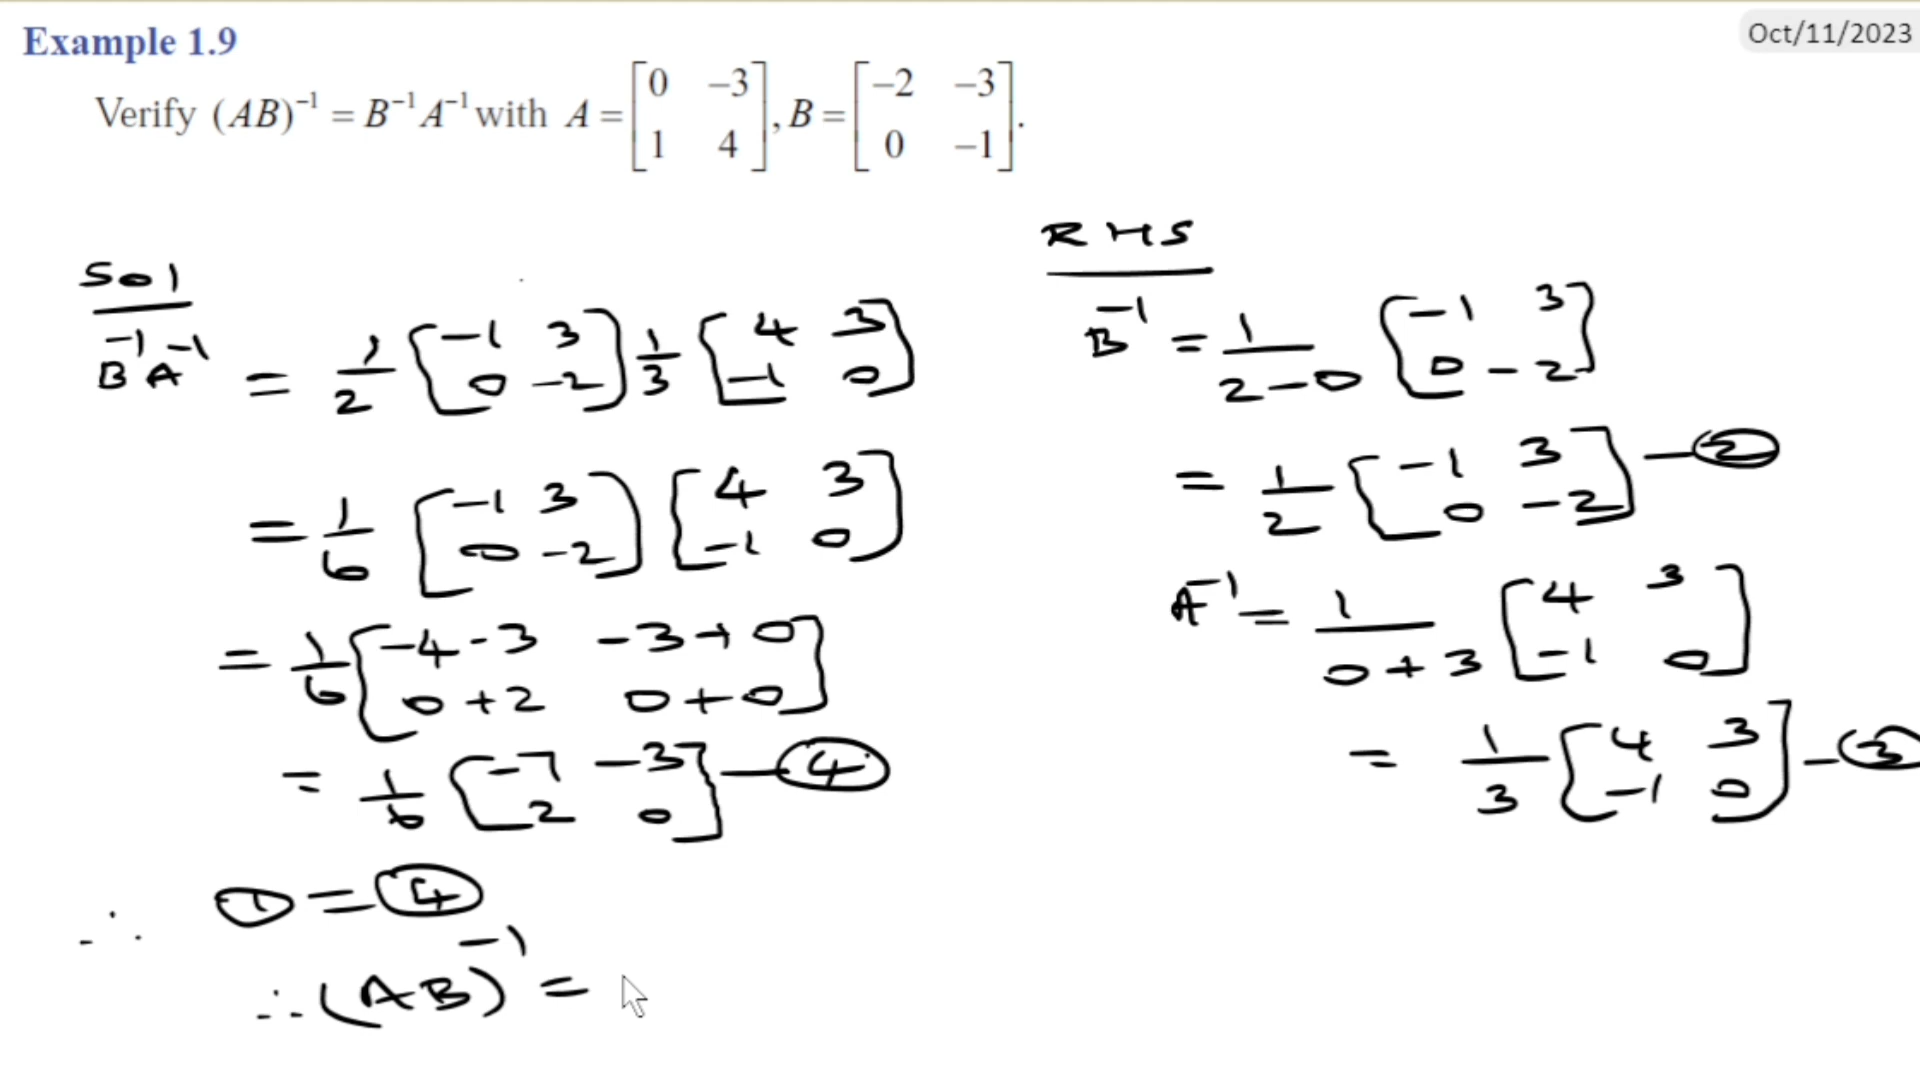 Example 1.9
Oct/11/2023
Verify (AB)⁻¹ = B⁻¹ A⁻¹ with A = [0 −3; 1 4], B = [−2 −3; 0 −1].
Sol
B⁻¹ A⁻¹ = 1/2 [−1 3; 0 −2] 1/3 [4 3; −1 0]
= 1/6 [−1 3; 0 −2] [4 3; −1 0]
= 1/6 [−4−3 −3+0; 0+2 0+0]
= 1/6 [−7 −3; 2 0] — ④
∴ ① = ④
∴ (AB)⁻¹ =
RHS
B⁻¹ = 1/(2−0) [−1 3; 0 −2]
= 1/2 [−1 3; 0 −2] — ②
A⁻¹ = 1/(0+3) [4 3; −1 0]
= 1/3 [4 3; −1 0] — ③